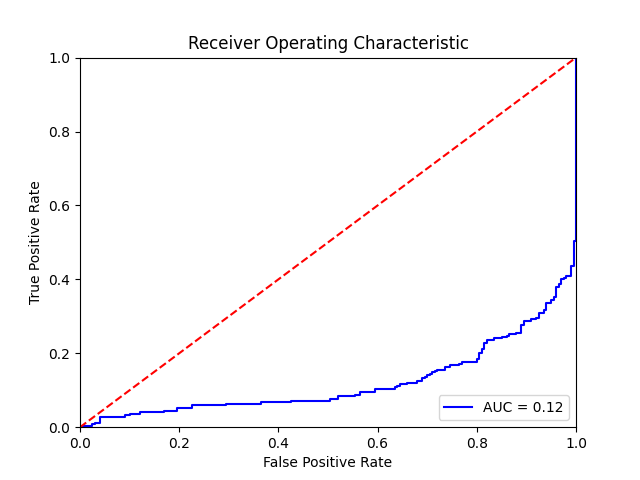 Receiver Operating Characteristic
True Positive Rate
1.0
0.8
0.6
0.4
0.2
0.0
AUC = 0.12
0.0 0.2 0.4 0.6 0.8 1.0
False Positive Rate